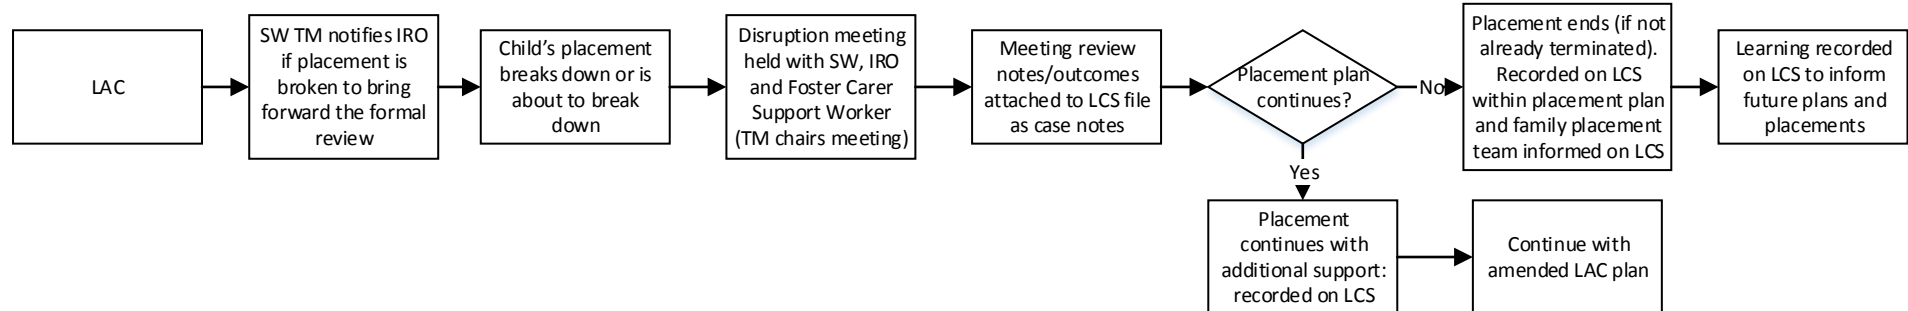 LAC
SW TM notifies IRO
if placement is
broken to bring
forward the formal
review
Child's placement
breaks down or is
about to break
down
Disruption meeting
held with SW, IRO
and Foster Carer
Support Worker
(TM chairs meeting)
Meeting review
notes/outcomes
attached to LCS file
as case notes
Placement plan
continues?
No
Placement ends (if not
already terminated).
Recorded on LCS
within placement plan
and family placement
team informed on LCS
Learning recorded
on LCS to inform
future plans and
placements
Yes
Placement
continues with
additional support:
recorded on LCS
Continue with
amended LAC plan